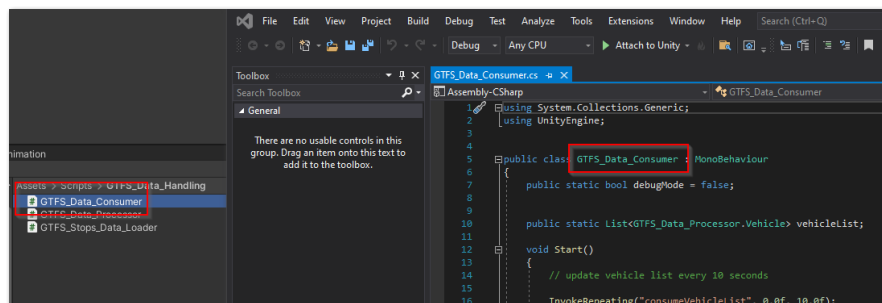 File Edit View Project Build Debug Test Analyze Tools Extensions Window Help Search (Ctrl+Q)
Debug Any CPU Attach to Unity
Toolbox
Search Toolbox
General
There are no usable controls in this
group. Drag an item onto this text to
add it to the toolbox.
nimation
Assets > Scripts > GTFS_Data_Handling
GTFS_Data_Consumer
GTFS_Data_Processor
GTFS_Stops_Data_Loader
GTFS_Data_Consumer.cs
Assembly-CSharp GTFS_Data_Consumer
1 using System.Collections.Generic;
2 using UnityEngine;
3
4
5 public class GTFS_Data_Consumer : MonoBehaviour
6 {
7 public static bool debugMode = false;
8
9
10 public static List<GTFS_Data_Processor.Vehicle> vehicleList;
11
12 void Start()
13 {
14 // update vehicle list every 10 seconds
15
16 InvokeRepeating("consumeVehicleList", 0.0f, 10.0f);